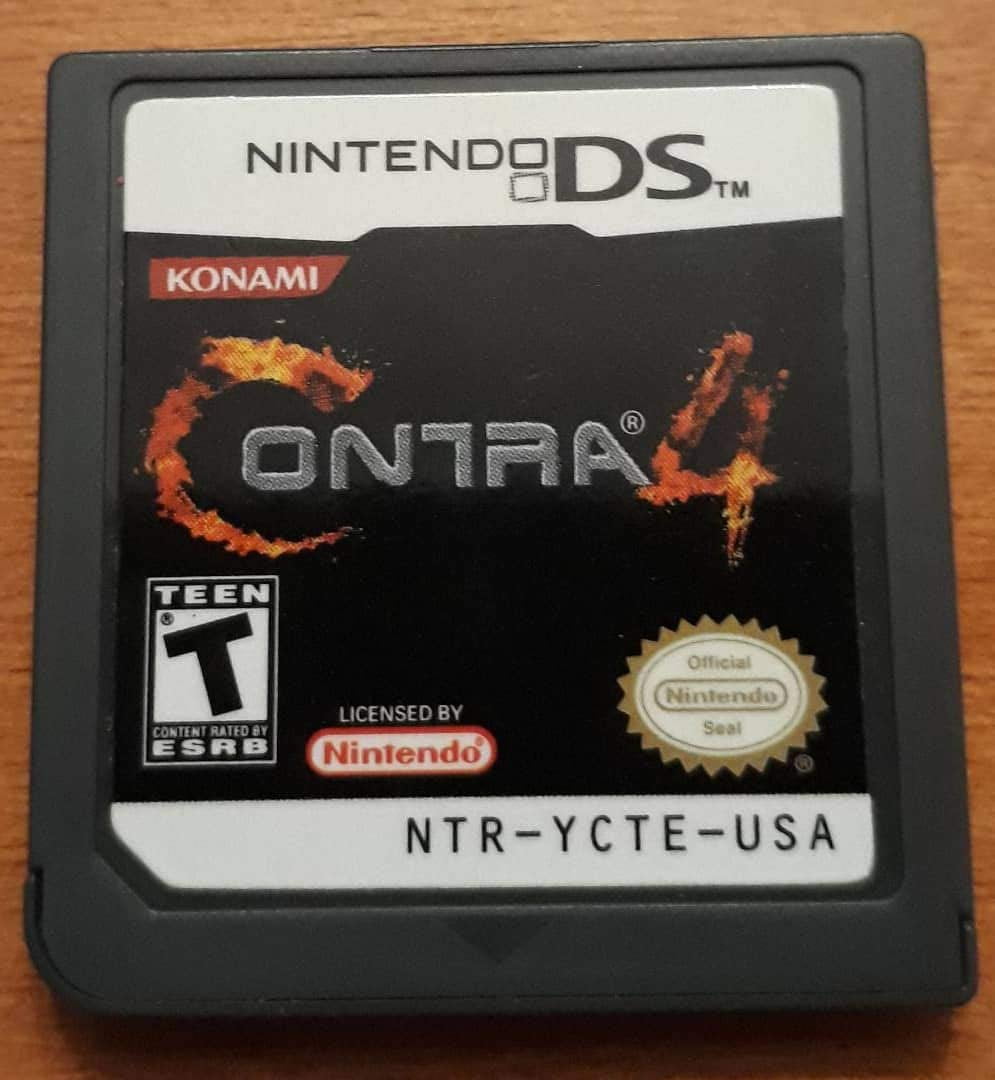 NINTENDO DS™
KONAMI
CONTRA® 4
TEEN
T®
CONTENT RATED BY
ESRB
LICENSED BY
Nintendo®
Official
Nintendo
Seal
®
NTR-YCTE-USA